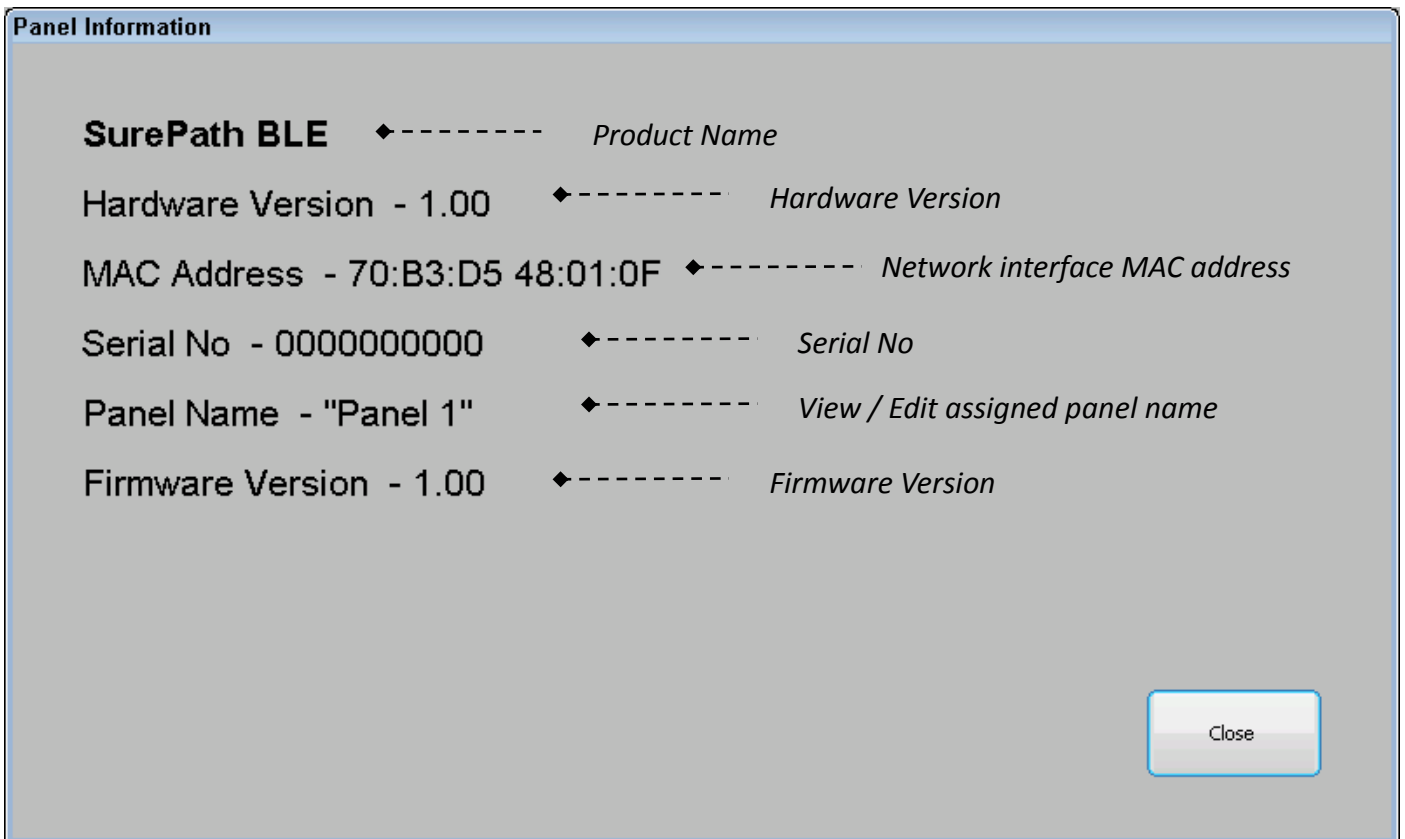 Panel Information
SurePath BLE Product Name
Hardware Version - 1.00 Hardware Version
MAC Address - 70:B3:D5 48:01:0F Network interface MAC address
Serial No - 0000000000 Serial No
Panel Name - "Panel 1" View / Edit assigned panel name
Firmware Version - 1.00 Firmware Version
Close